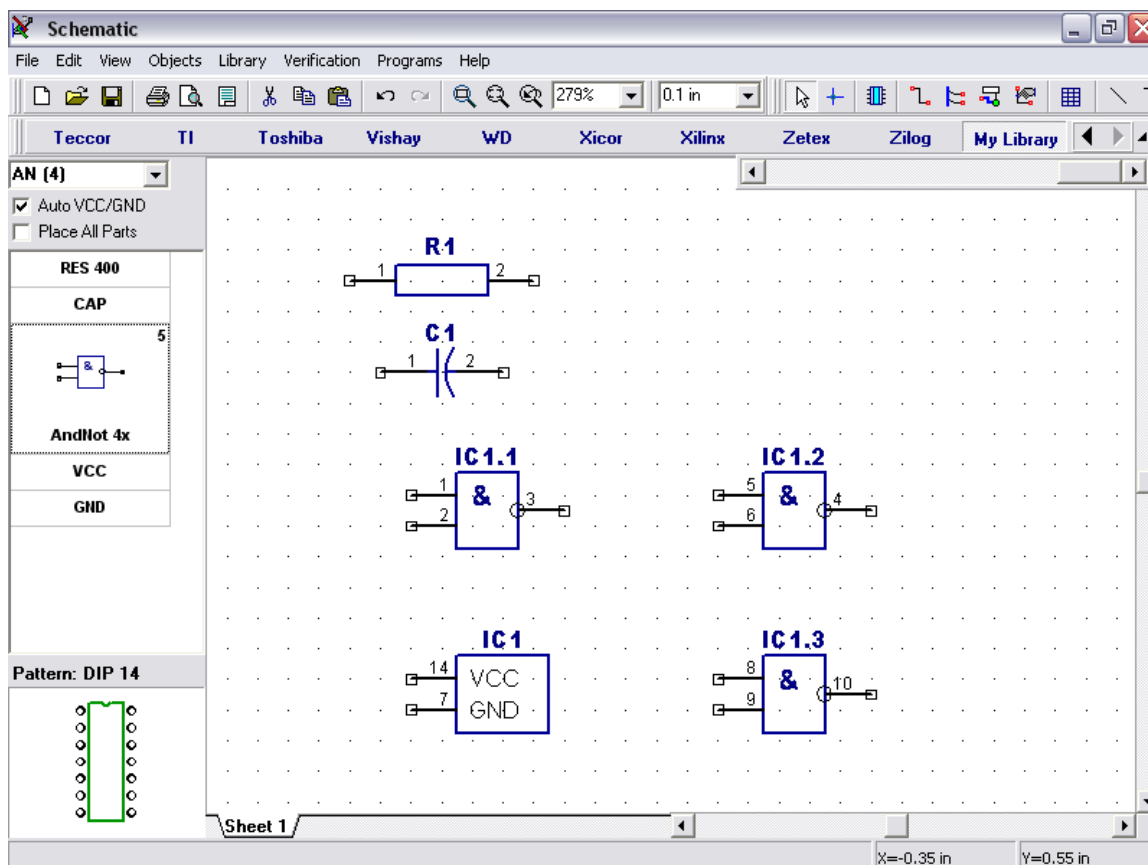 Schematic
File Edit View Objects Library Verification Programs Help
279% 0.1 in
Teccor TI Toshiba Vishay WD Xicor Xilinx Zetex Zilog My Library
AN (4)
Auto VCC/GND
Place All Parts
RES 400
CAP
5
&
AndNot 4x
VCC
GND
Pattern: DIP 14
R1
1 2
C1
1 2
IC1.1
1 & 3
2
IC1.2
5 & 4
6
IC1
14 VCC
7 GND
IC1.3
8 & 10
9
Sheet 1
X=-0.35 in Y=0.55 in